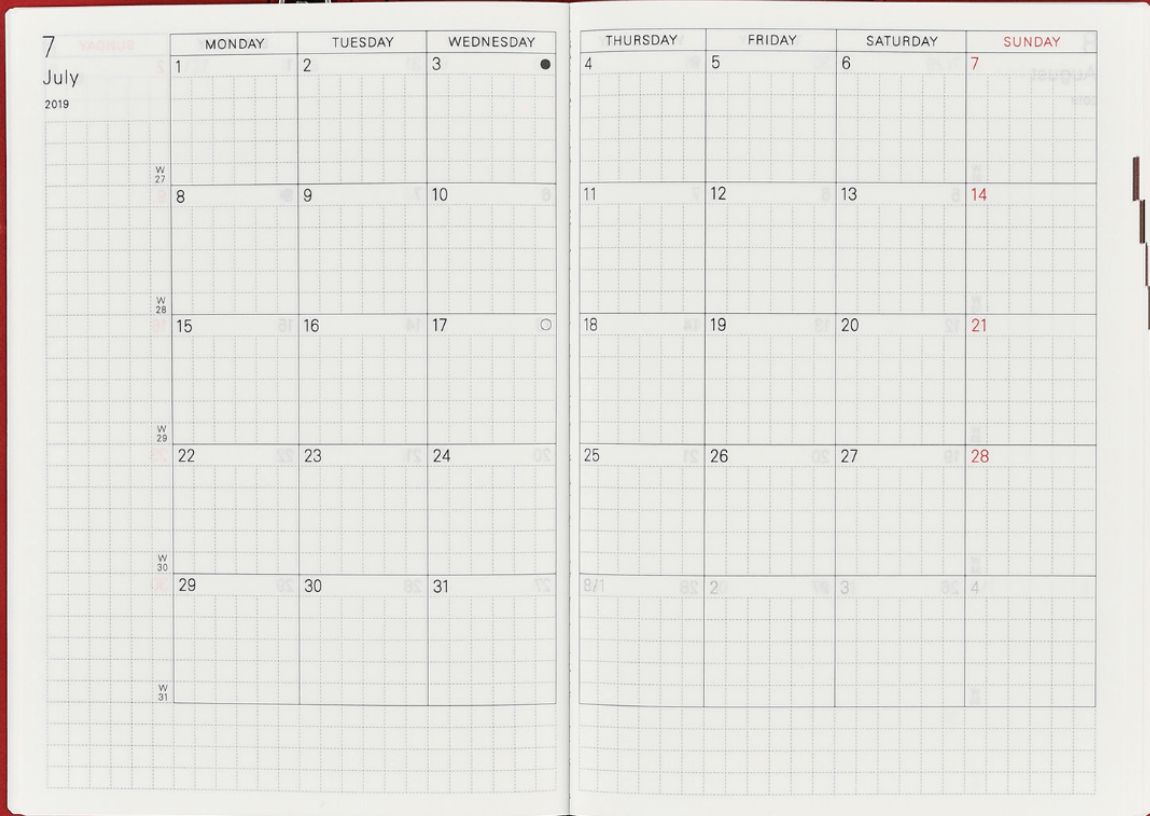 7
July
2019
MONDAY TUESDAY WEDNESDAY THURSDAY FRIDAY SATURDAY SUNDAY
1 2 3 4 5 6 7
W
27
8 9 10 11 12 13 14
W
28
15 16 17 18 19 20 21
W
29
22 23 24 25 26 27 28
W
30
29 30 31 8/1 2 3 4
W
31